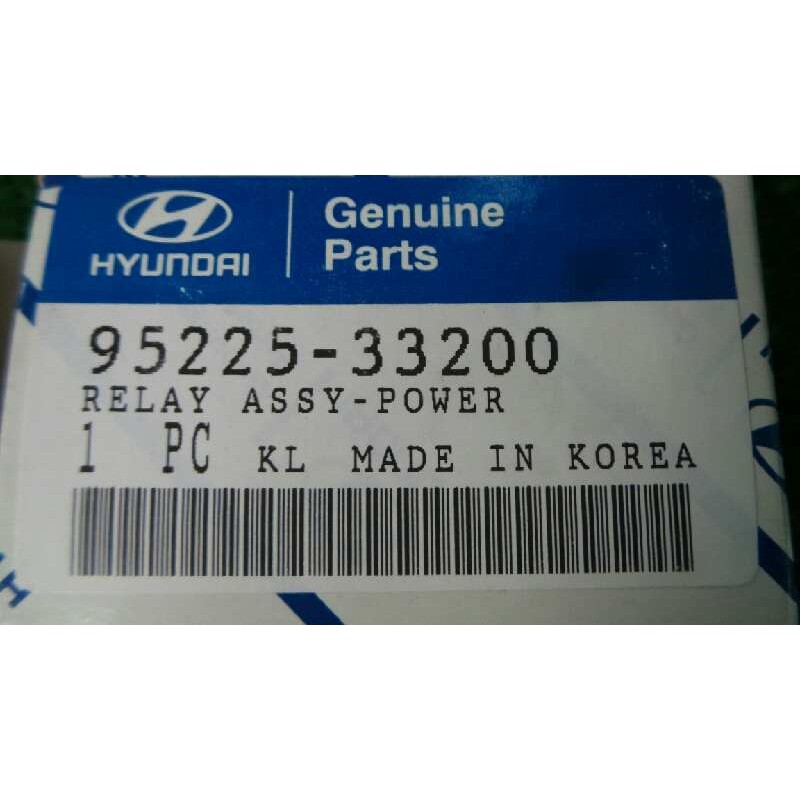 HYUNDAI
Genuine
Parts
95225-33200
RELAY ASSY-POWER
1 PC KL MADE IN KOREA